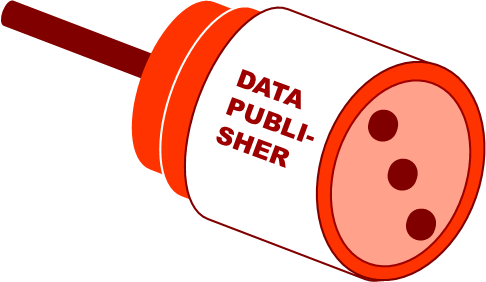 DATA
PUBLI-
SHER